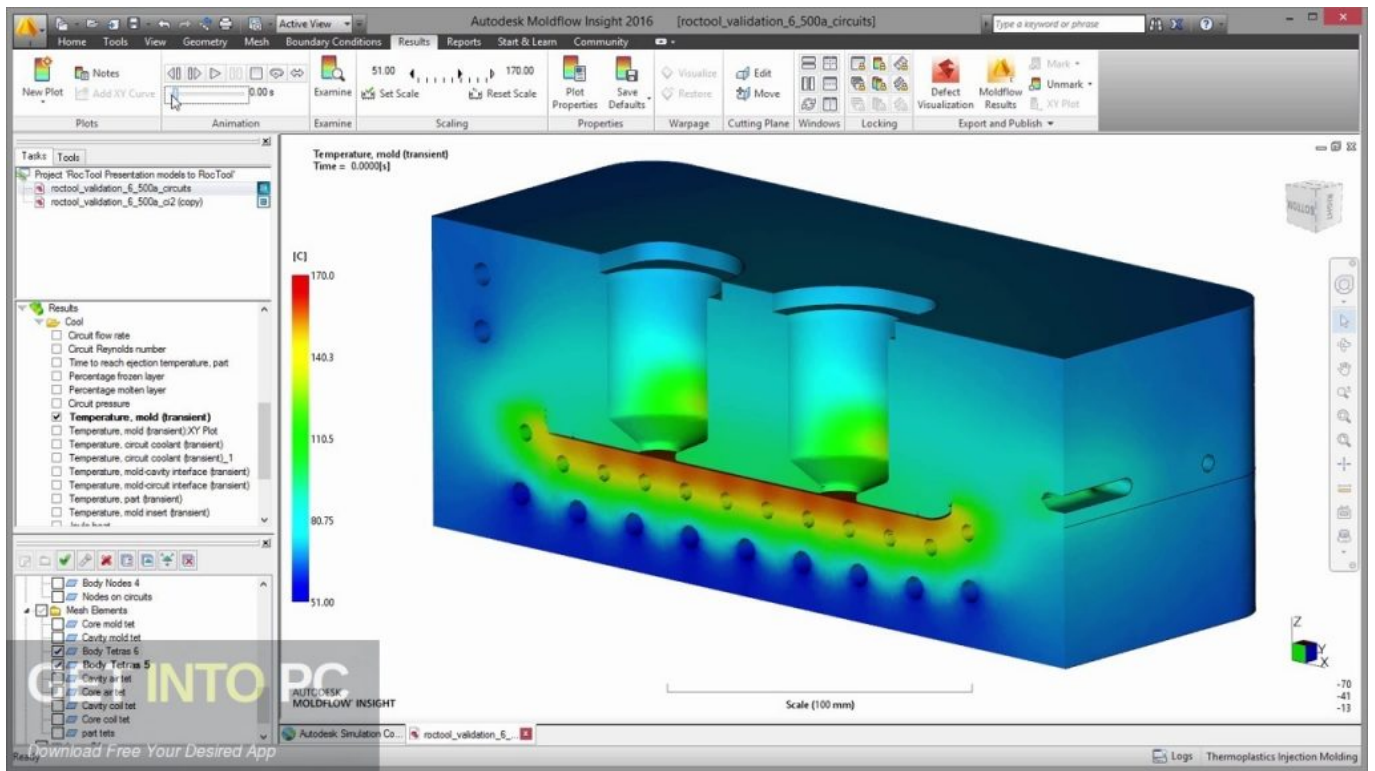 Active View
Autodesk Moldflow Insight 2016 [roctool_validation_6_500a_circuits]
Type a keyword or phrase
Home Tools View Geometry Mesh Boundary Conditions Results Reports Start & Learn Community
New Plot
Notes
Add XY Curve
0.00 s
Examine
51.00 170.00
Set Scale Reset Scale
Plot Properties
Save Defaults
Visualize
Restore
Edit
Move
Defect Visualization
Moldflow Results
Mark
Unmark
XY Plot
Plots Animation Examine Scaling Properties Warpage Cutting Plane Windows Locking Export and Publish
Tasks Tools
Project 'RocTool Presentation models to RocTool'
roctool_validation_6_500a_circuits
roctool_validation_6_500a_ci2 (copy)
Results
Cool
Circuit flow rate
Circuit Reynolds number
Time to reach ejection temperature, part
Percentage frozen layer
Percentage molten layer
Circuit pressure
Temperature, mold (transient)
Temperature, mold (transient):XY Plot
Temperature, circuit coolant (transient)
Temperature, circuit coolant (transient)_1
Temperature, mold-cavity interface (transient)
Temperature, mold-circuit interface (transient)
Temperature, part (transient)
Temperature, mold insert (transient)
Body Nodes 4
Nodes on circuits
Mesh Elements
Core mold tet
Cavity mold tet
Body Tetras 6
Body Tetras 5
Cavity air tet
Core air tet
Cavity coil tet
Core coil tet
part tets
GET INTO PC
Download Free Your Desired App
Ready
Temperature, mold (transient)
Time = 0.0000[s]
[C]
170.0
140.3
110.5
80.75
51.00
AUTODESK
MOLDFLOW INSIGHT
Scale (100 mm)
BOTTOM
Z
Y
X
-70
-41
-13
Autodesk Simulation Co...
roctool_validation_6_...
Logs Thermoplastics Injection Molding